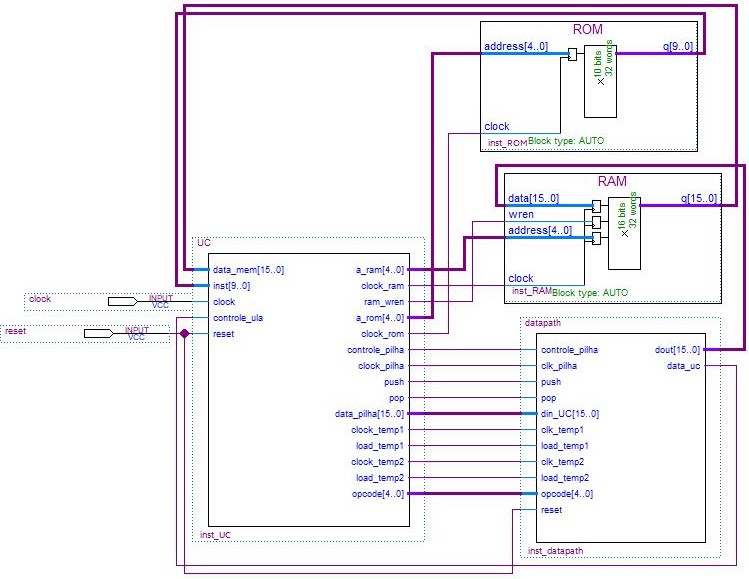 ROM
address[4..0]
q[9..0]
10 bits
×
32 words
clock
inst_ROM
Block type: AUTO
RAM
data[15..0]
q[15..0]
wren
address[4..0]
16 bits
×
32 words
clock
inst_RAM
Block type: AUTO
UC
data_mem[15..0]
a_ram[4..0]
inst[9..0]
clock_ram
clock
INPUT
VCC
clock
ram_wren
controle_ula
a_rom[4..0]
reset
INPUT
VCC
reset
clock_rom
controle_pilha
clock_pilha
push
pop
data_pilha[15..0]
clock_temp1
load_temp1
clock_temp2
load_temp2
opcode[4..0]
inst_UC
datapath
controle_pilha
dout[15..0]
clk_pilha
data_uc
push
pop
din_UC[15..0]
clk_temp1
load_temp1
clk_temp2
load_temp2
opcode[4..0]
reset
inst_datapath